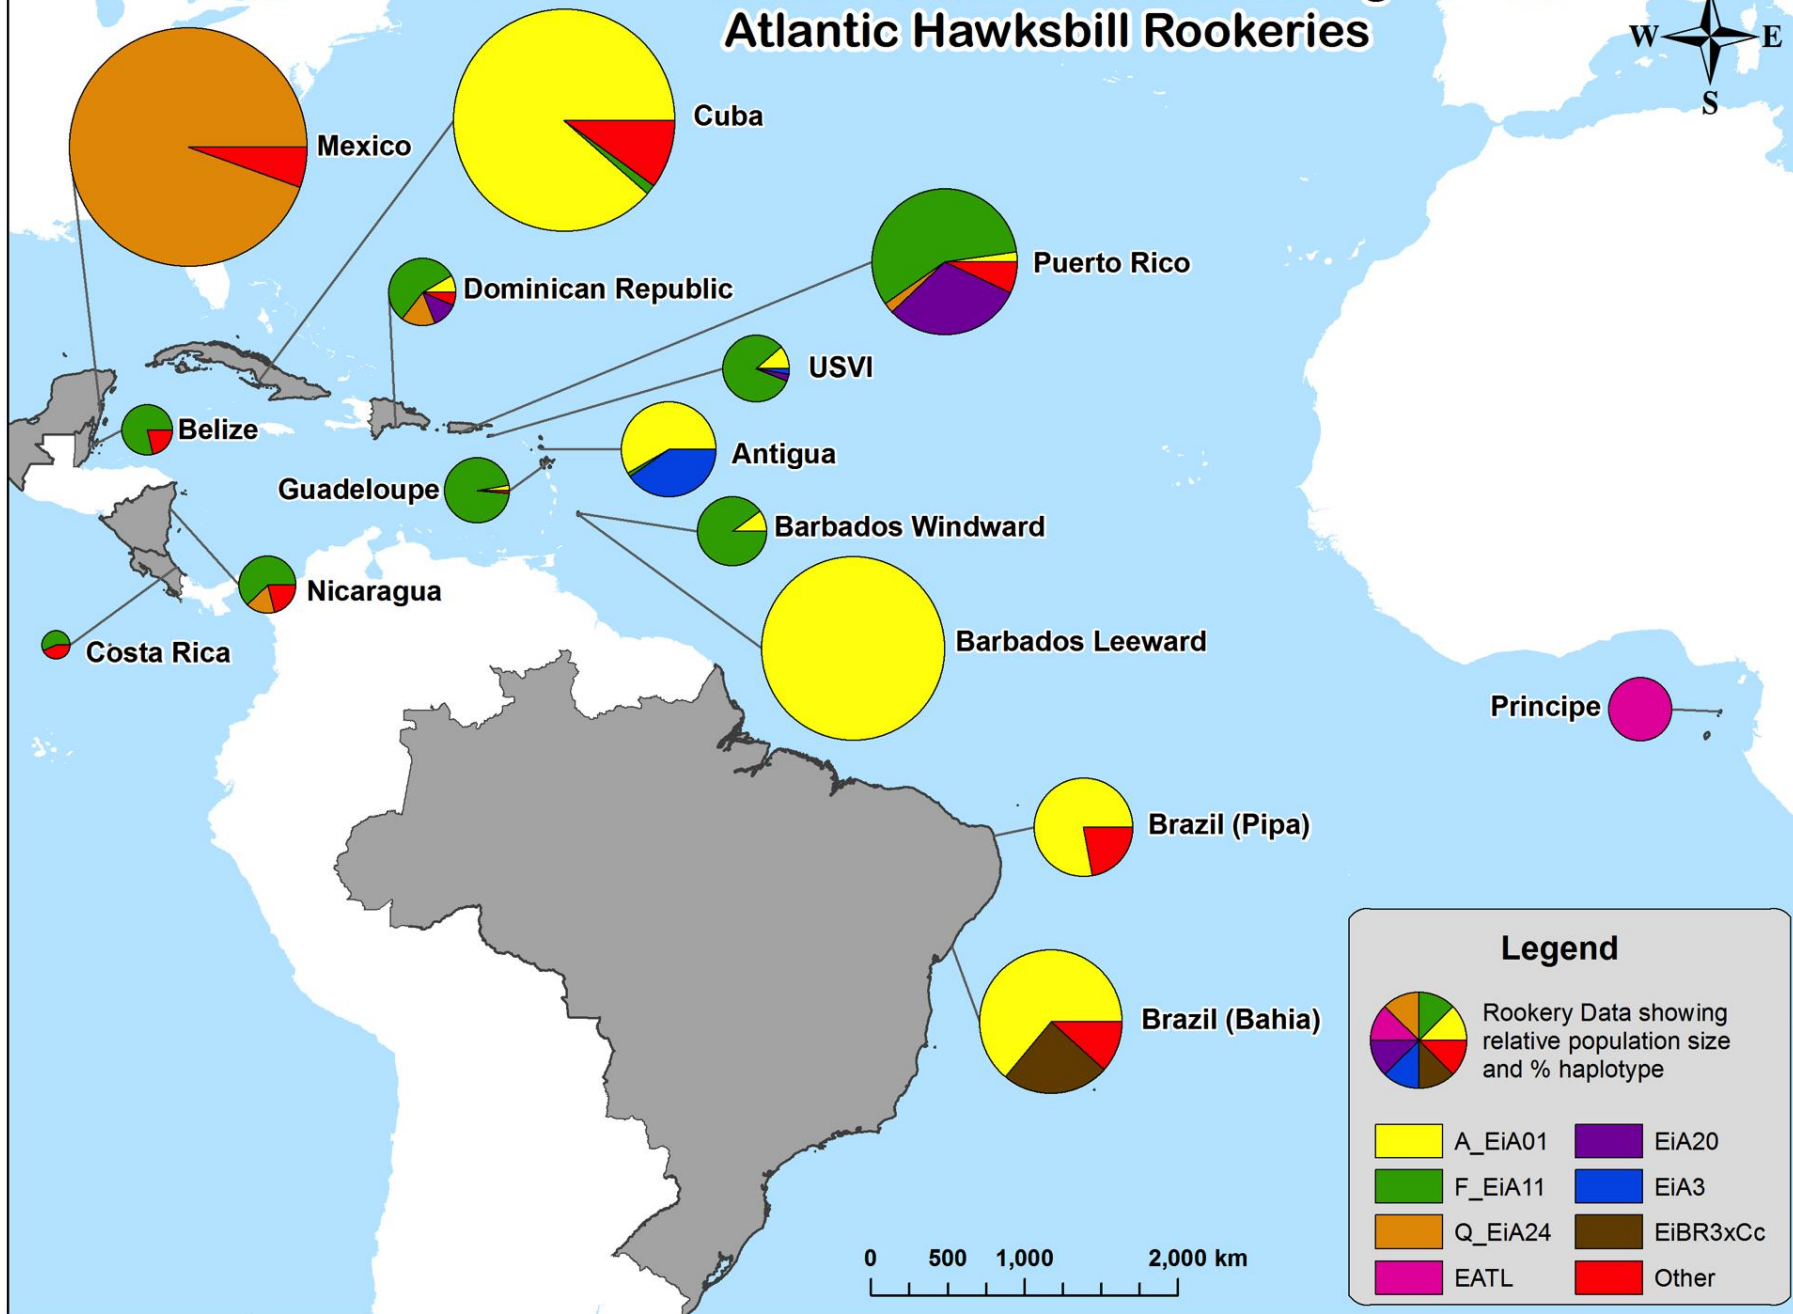 Atlantic Hawksbill Rookeries
W E
S
Mexico
Cuba
Puerto Rico
Dominican Republic
USVI
Belize
Antigua
Guadeloupe
Barbados Windward
Nicaragua
Costa Rica
Barbados Leeward
Principe
Brazil (Pipa)
Brazil (Bahia)
Legend
Rookery Data showing
relative population size
and % haplotype
A_EiA01 EiA20
F_EiA11 EiA3
Q_EiA24 EiBR3xCc
EATL Other
0 500 1,000 2,000 km